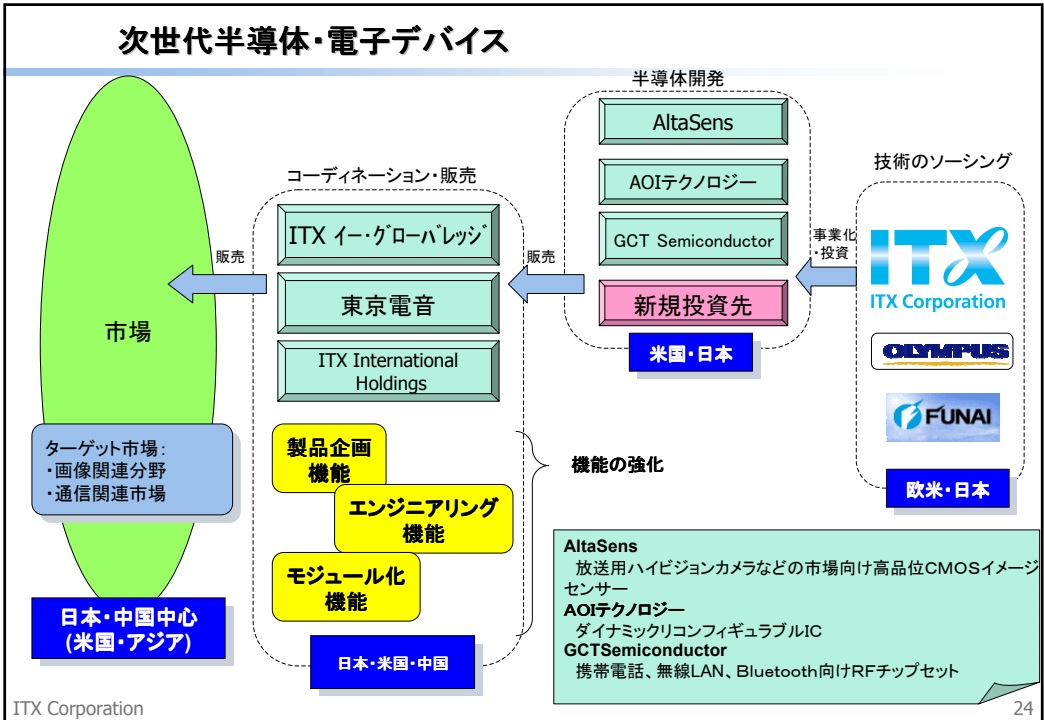 次世代半導体・電子デバイス
半導体開発
AltaSens
AOIテクノロジー
GCT Semiconductor
新規投資先
米国・日本
技術のソーシング
ITX
ITX Corporation
OLYMPUS
FUNAI
欧米・日本
事業化
・投資
コーディネーション・販売
ITX イー・グローバレッジ
東京電音
ITX International
Holdings
販売
販売
市場
ターゲット市場:
・画像関連分野
・通信関連市場
日本・中国中心
(米国・アジア)
製品企画
機能
エンジニアリング
機能
モジュール化
機能
日本・米国・中国
機能の強化
AltaSens
放送用ハイビジョンカメラなどの市場向け高品位CMOSイメージ
センサー
AOIテクノロジー
ダイナミックリコンフィギュラブルIC
GCTSemiconductor
携帯電話、無線LAN、Bluetooth向けRFチップセット
ITX Corporation
24